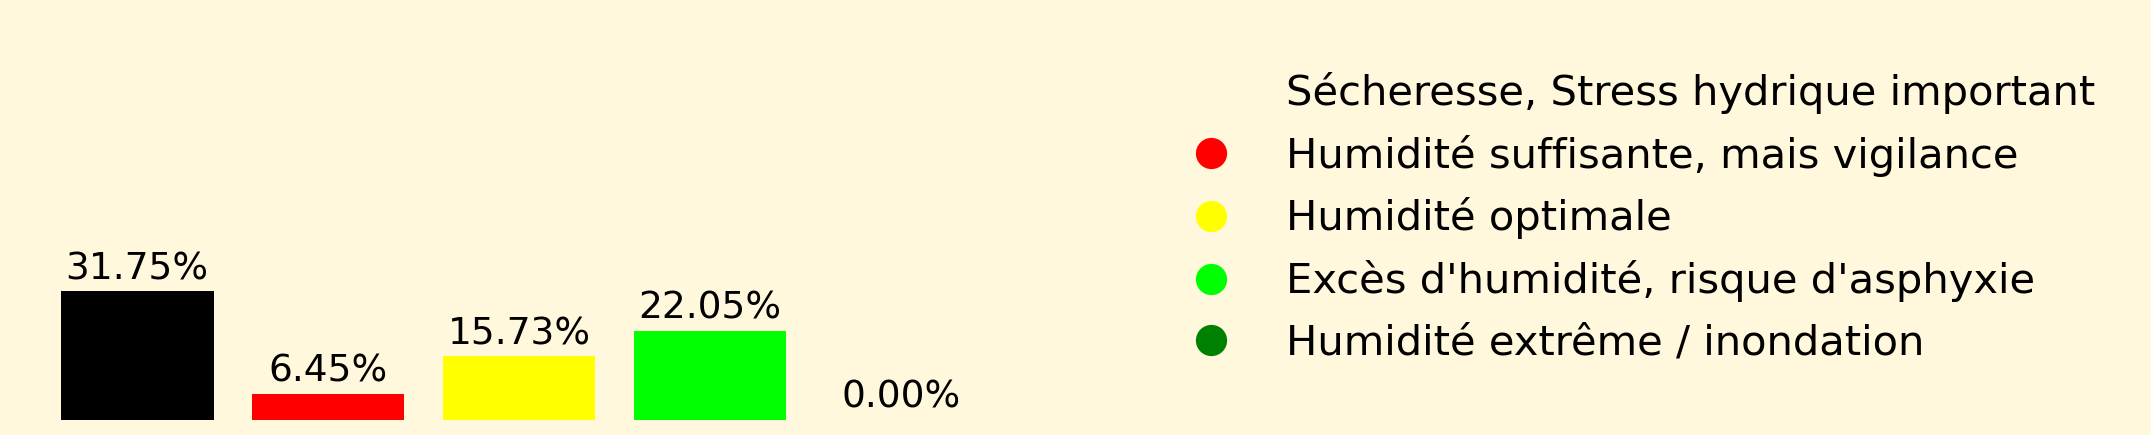 31.75%
6.45%
15.73%
22.05%
0.00%
Sécheresse, Stress hydrique important
Humidité suffisante, mais vigilance
Humidité optimale
Excès d'humidité, risque d'asphyxie
Humidité extrême / inondation